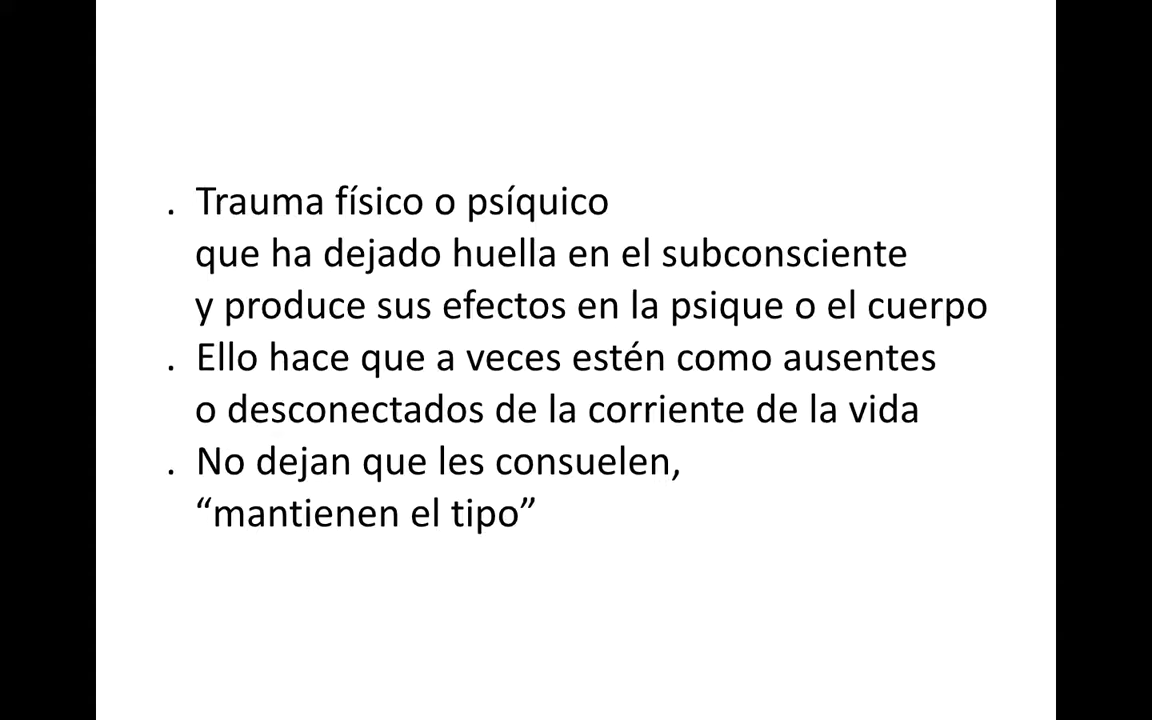 . Trauma físico o psíquico
que ha dejado huella en el subconsciente
y produce sus efectos en la psique o el cuerpo
. Ello hace que a veces estén como ausentes
o desconectados de la corriente de la vida
. No dejan que les consuelen,
“mantienen el tipo”